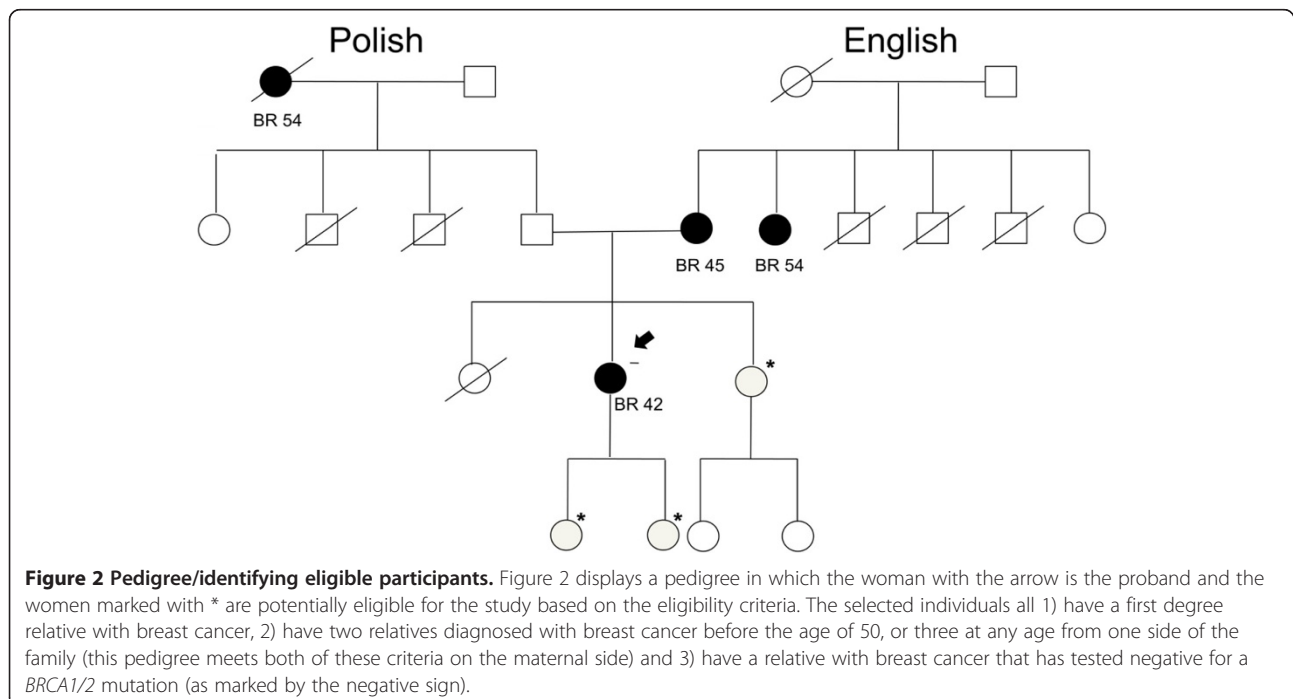 Polish English
BR 54
BR 45 BR 54
–
*
BR 42
* *
Figure 2 Pedigree/identifying eligible participants. Figure 2 displays a pedigree in which the woman with the arrow is the proband and the
women marked with * are potentially eligible for the study based on the eligibility criteria. The selected individuals all 1) have a first degree
relative with breast cancer, 2) have two relatives diagnosed with breast cancer before the age of 50, or three at any age from one side of the
family (this pedigree meets both of these criteria on the maternal side) and 3) have a relative with breast cancer that has tested negative for a
BRCA1/2 mutation (as marked by the negative sign).